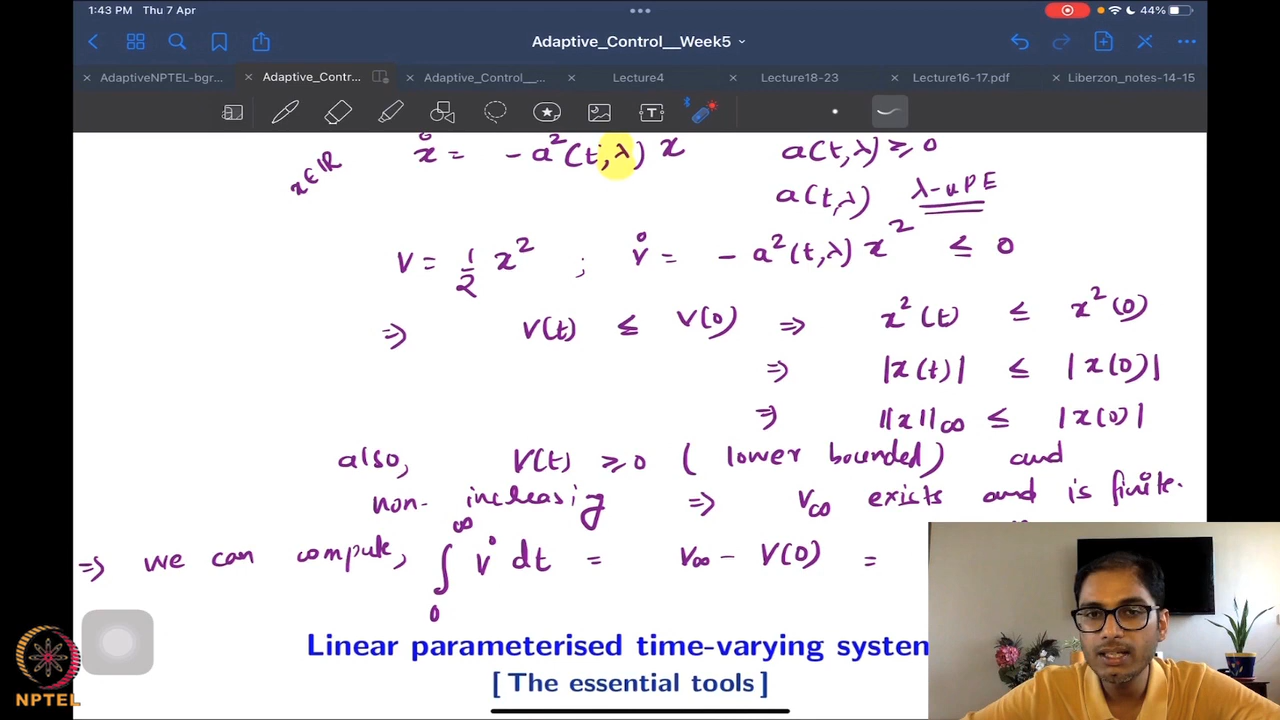 1:43 PM Thu 7 Apr
44%
Adaptive_Control__Week5
AdaptiveNPTEL-bgr...
Adaptive_Contr...
Adaptive_Control__...
Lecture4
Lecture18-23
Lecture16-17.pdf
Liberzon_notes-14-15
x ∈ ℝ ẋ = - a²(t,λ) x a(t,λ) ≥ 0
a(t,λ) λ-uPE
V = 1/2 x² ; V̇ = - a²(t,λ) x² ≤ 0
⇒ V(t) ≤ V(0) ⇒ x²(t) ≤ x²(0)
⇒ |x(t)| ≤ |x(0)|
⇒ ||x||∞ ≤ |x(0)|
also, V(t) ≥ 0 (lower bounded) and
non-increasig ⇒ V∞ exists and is finite.
⇒ we can compute, ∫₀^∞ V̇ dt = V∞ - V(0) =
Linear parameterised time-varying system
[ The essential tools ]
NPTEL